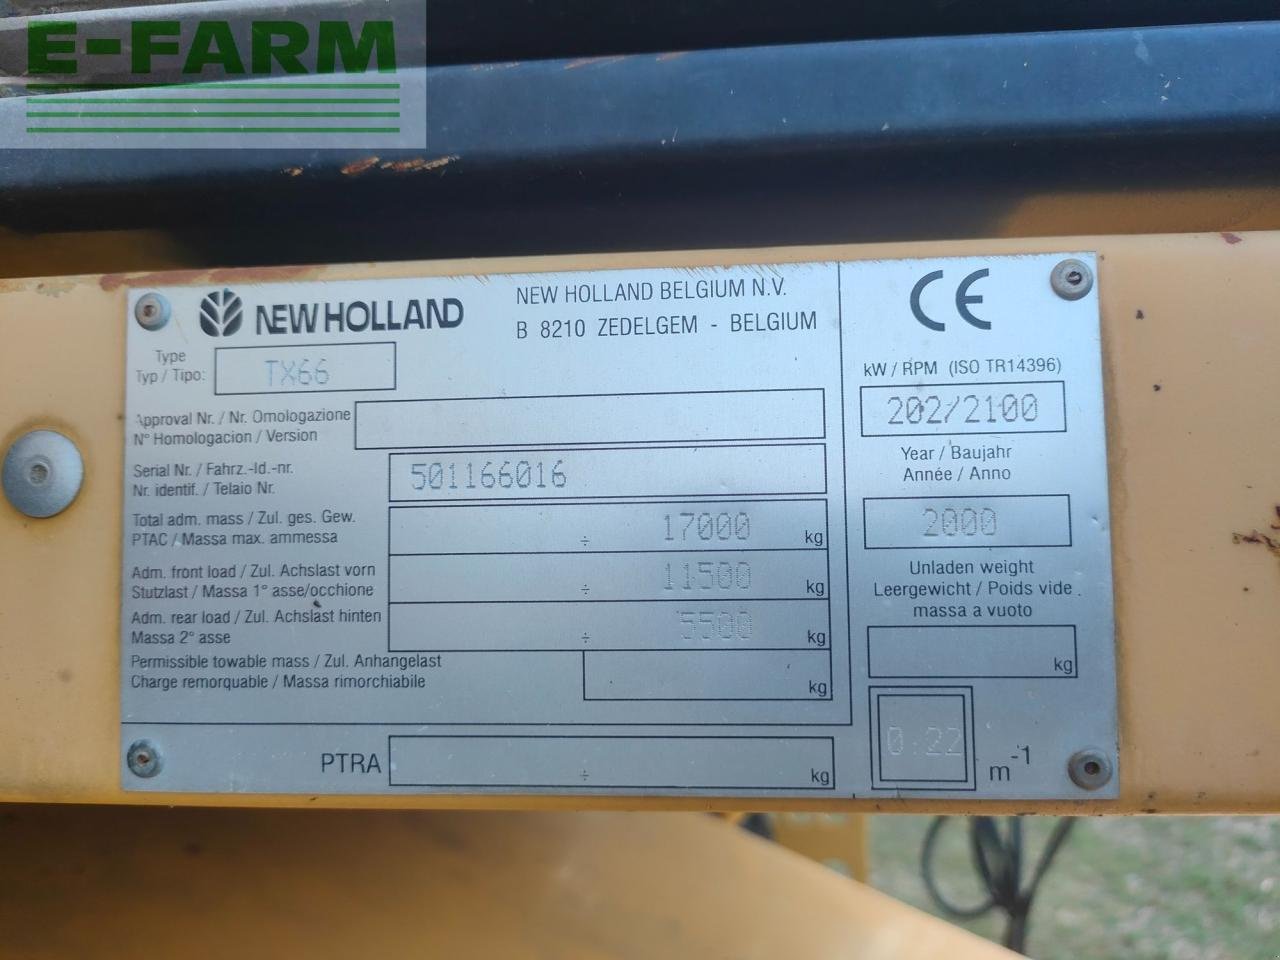 E-FARM
NEW HOLLAND
NEW HOLLAND BELGIUM N.V.
B 8210 ZEDELGEM - BELGIUM
CE
Type
Typ / Tipo: TX66
Approval Nr. / Nr. Omologazione
N° Homologacion / Version
Serial Nr. / Fahrz.-Id.-nr.
Nr. identif. / Telaio Nr. 501166016
Total adm. mass / Zul. ges. Gew.
PTAC / Massa max. ammessa ÷ 17000 kg
Adm. front load / Zul. Achslast vorn
Stutzlast / Massa 1° asse/occhione ÷ 11500 kg
Adm. rear load / Zul. Achslast hinten
Massa 2° asse ÷ 5500 kg
Permissible towable mass / Zul. Anhangelast
Charge remorquable / Massa rimorchiabile kg
PTRA ÷ kg
kW / RPM (ISO TR14396)
202/2100
Year / Baujahr
Année / Anno
2000
Unladen weight
Leergewicht / Poids vide
massa a vuoto
kg
0.22 m-1